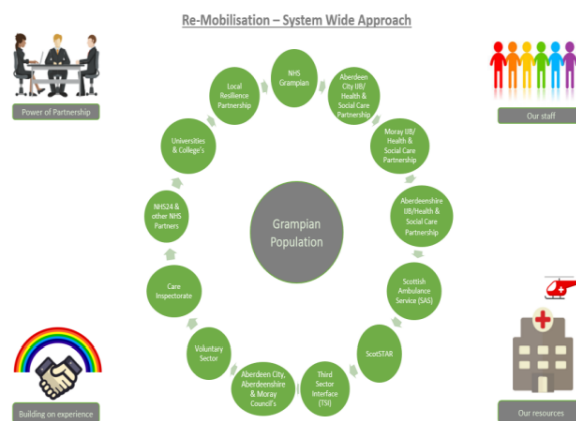 Re-Mobilisation – System Wide Approach
Power of Partnership
Our staff
NHS
Grampian
Aberdeen
City IJB/
Health &
Social Care
Partnership
Moray IJB/
Health &
Social Care
Partnership
Aberdeenshire
IJB/Health &
Social Care
Partnership
Scottish
Ambulance
Service (SAS)
ScotSTAR
Third
Sector
Interface
(TSI)
Aberdeen City,
Aberdeenshire
& Moray
Council's
Voluntary
Sector
Care
Inspectorate
NHS24 &
other NHS
Partners
Universities
& College's
Local
Resilience
Partnership
Grampian
Population
Building on experience
Our resources